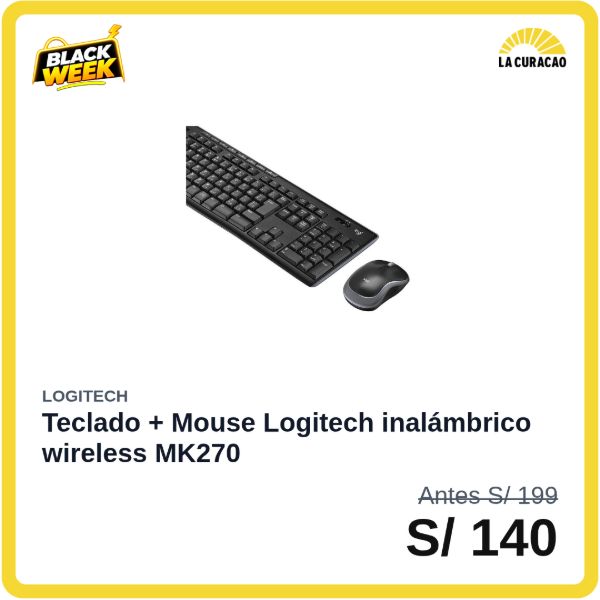 BLACK
WEEK
LA CURACAO
LOGITECH
Teclado + Mouse Logitech inalámbrico
wireless MK270
Antes S/ 199
S/ 140